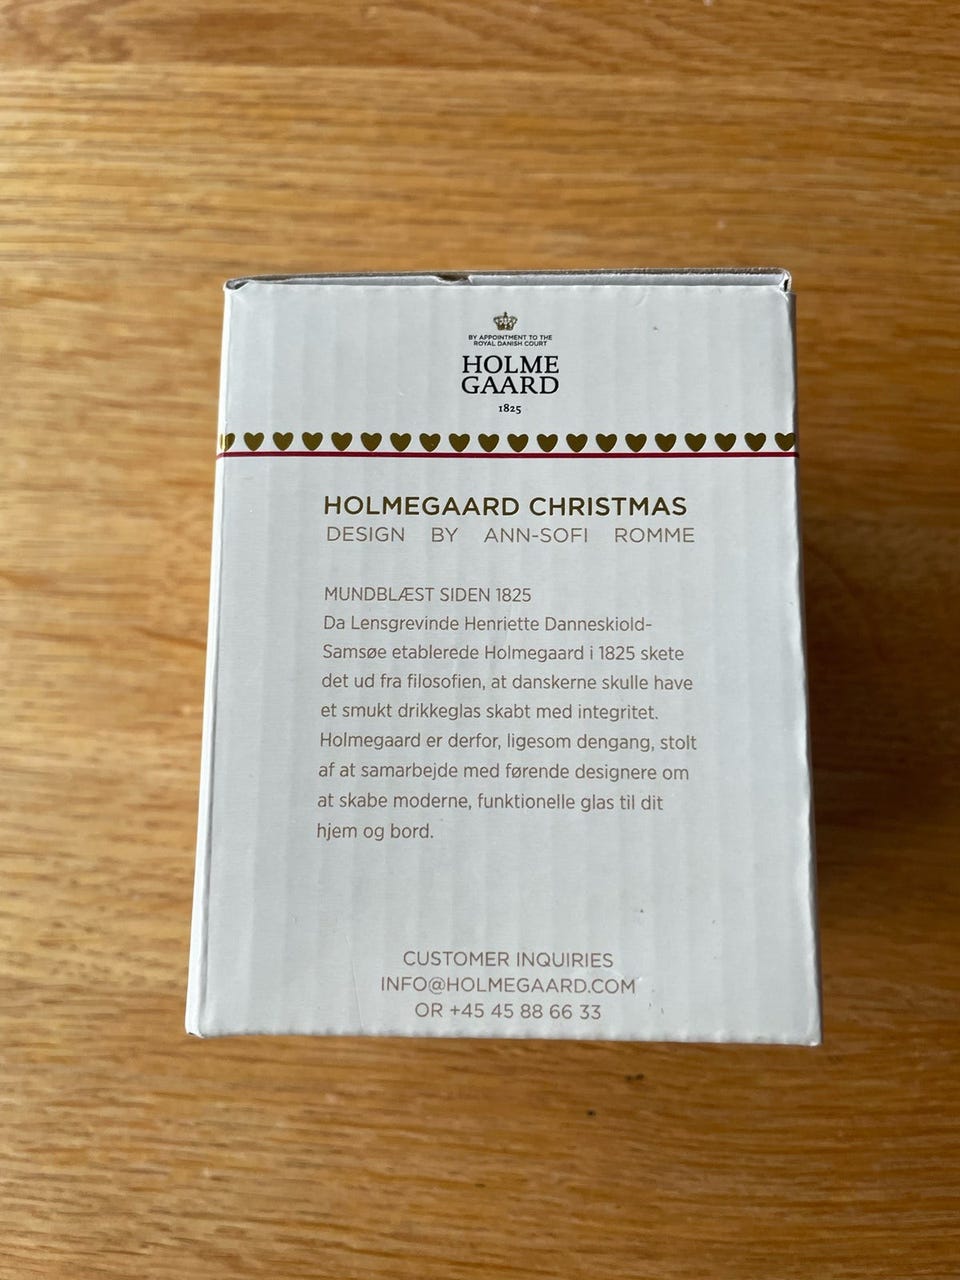 BY APPOINTMENT TO THE
ROYAL DANISH COURT
HOLME
GAARD
1825
HOLMEGAARD CHRISTMAS
DESIGN BY ANN-SOFI ROMME
MUNDBLÆST SIDEN 1825
Da Lensgrevinde Henriette Danneskiold-
Samsøe etablerede Holmegaard i 1825 skete
det ud fra filosofien, at danskerne skulle have
et smukt drikkeglas skabt med integritet.
Holmegaard er derfor, ligesom dengang, stolt
af at samarbejde med førende designere om
at skabe moderne, funktionelle glas til dit
hjem og bord.
CUSTOMER INQUIRIES
INFO@HOLMEGAARD.COM
OR +45 45 88 66 33